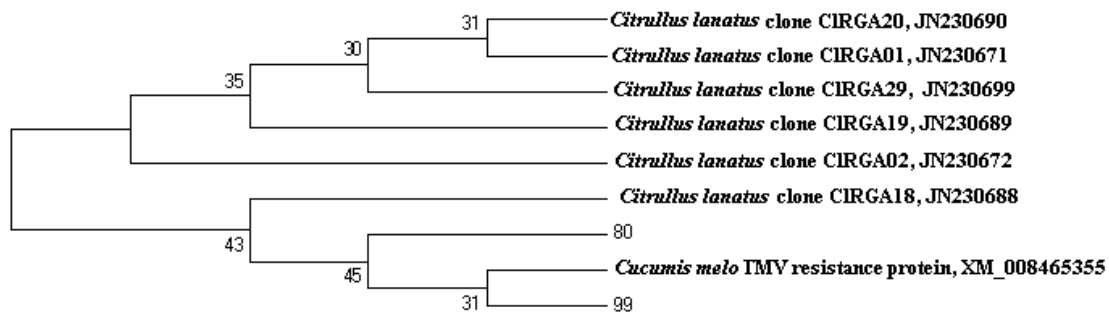 31
Citrullus lanatus clone ClRGA20, JN230690
30
Citrullus lanatus clone ClRGA01, JN230671
35
Citrullus lanatus clone ClRGA29, JN230699
Citrullus lanatus clone ClRGA19, JN230689
Citrullus lanatus clone ClRGA02, JN230672
Citrullus lanatus clone ClRGA18, JN230688
43
80
45
Cucumis melo TMV resistance protein, XM_008465355
31
99